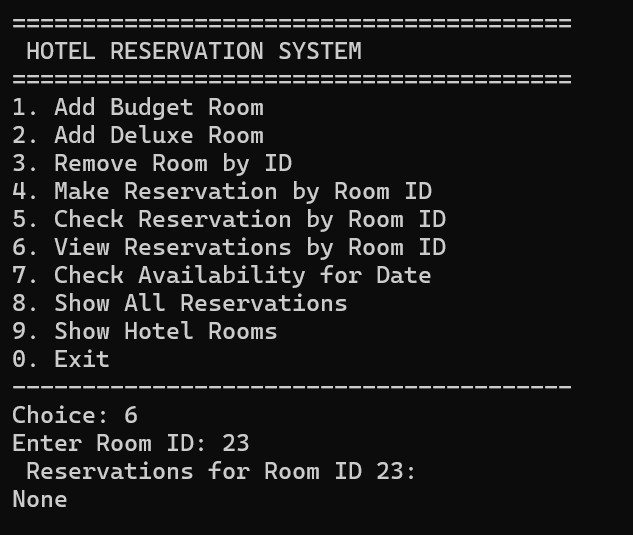 ========================================
 HOTEL RESERVATION SYSTEM
========================================
1. Add Budget Room
2. Add Deluxe Room
3. Remove Room by ID
4. Make Reservation by Room ID
5. Check Reservation by Room ID
6. View Reservations by Room ID
7. Check Availability for Date
8. Show All Reservations
9. Show Hotel Rooms
0. Exit
----------------------------------------
Choice: 6
Enter Room ID: 23
 Reservations for Room ID 23:
None